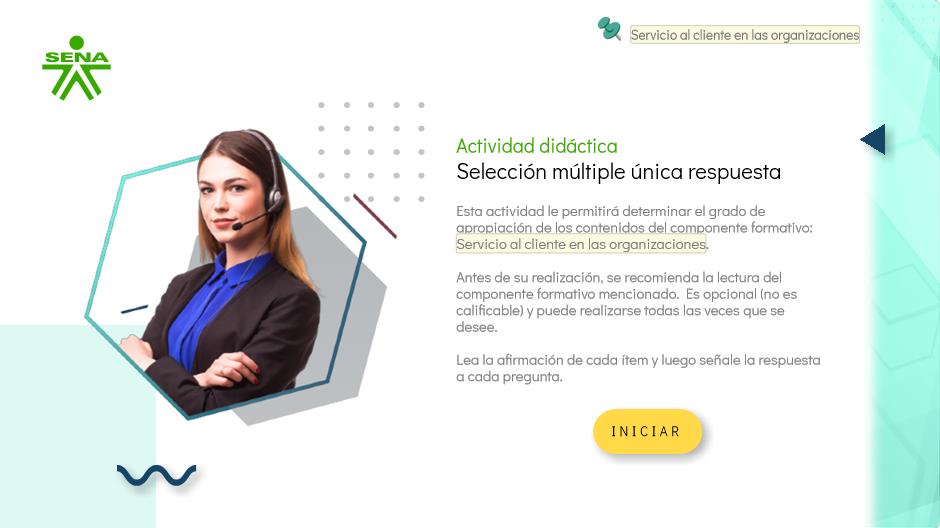 Servicio al cliente en las organizaciones
SENA
Actividad didáctica
Selección múltiple única respuesta
Esta actividad le permitirá determinar el grado de
apropiación de los contenidos del componente formativo:
Servicio al cliente en las organizaciones.
Antes de su realización, se recomienda la lectura del
componente formativo mencionado. Es opcional (no es
calificable) y puede realizarse todas las veces que se
desee.
Lea la afirmación de cada ítem y luego señale la respuesta
a cada pregunta.
INICIAR